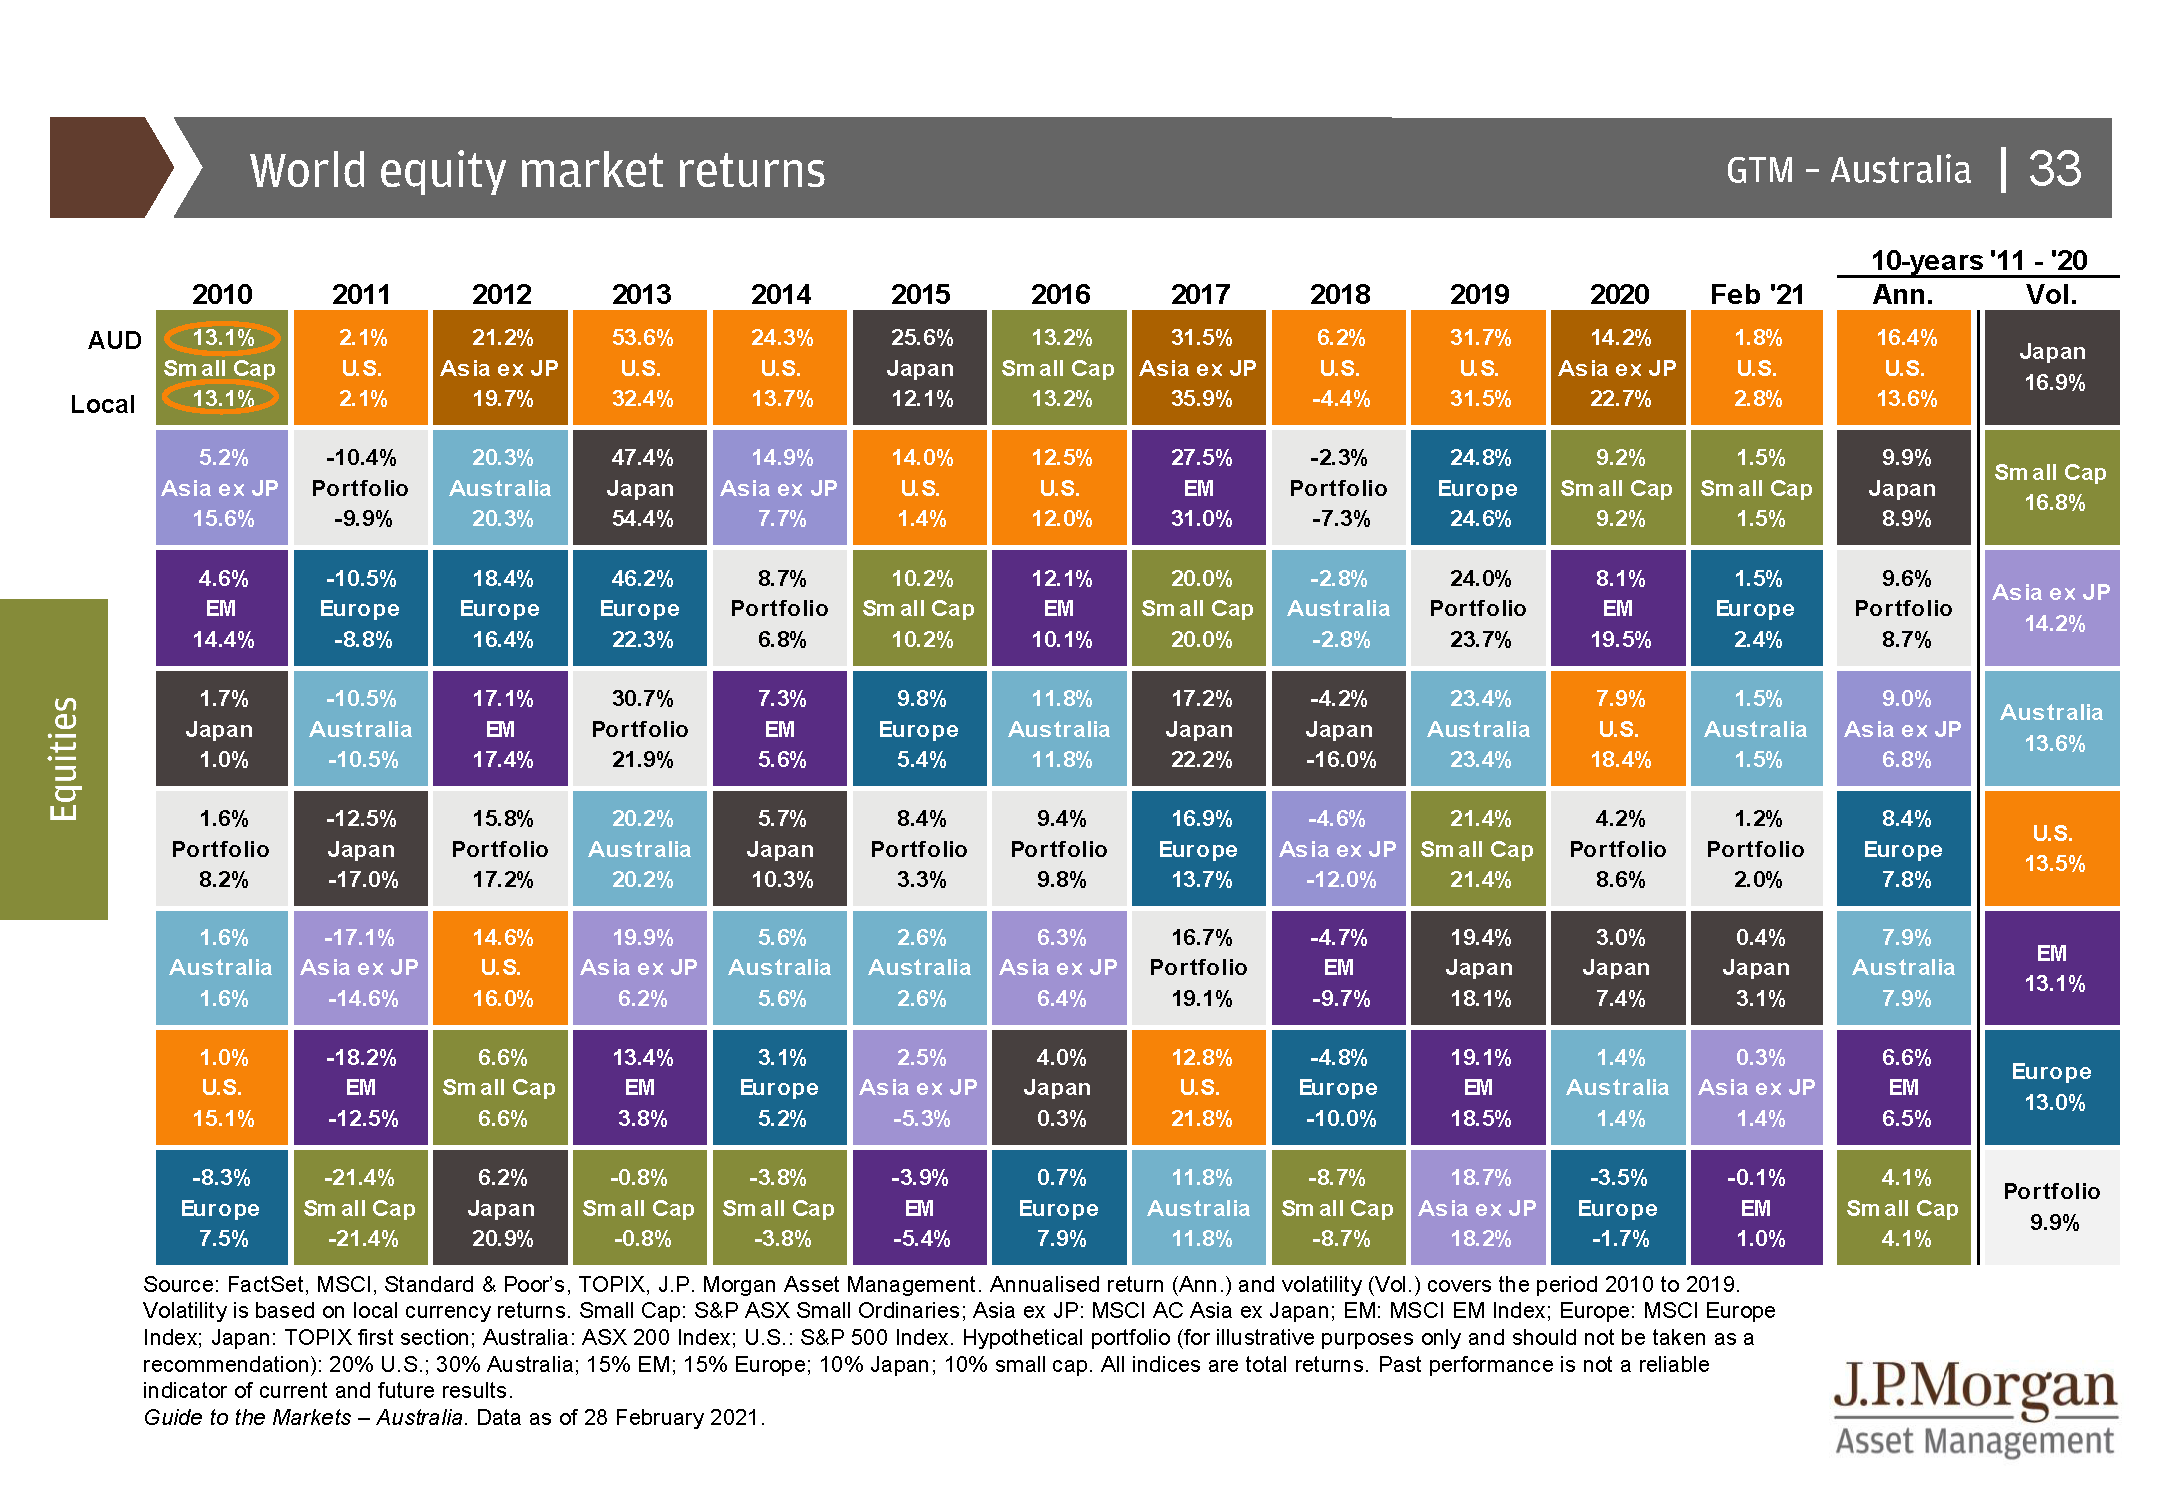 World equity market returns
GTM – Australia | 33
10-years '11 - '20
2010 2011 2012 2013 2014 2015 2016 2017 2018 2019 2020 Feb '21 Ann. Vol.
AUD
Local
Equities
13.1% 2.1% 21.2% 53.6% 24.3% 25.6% 13.2% 31.5% 6.2% 31.7% 14.2% 1.8% 16.4% Japan
Small Cap U.S. Asia ex JP U.S. U.S. Japan Small Cap Asia ex JP U.S. U.S. Asia ex JP U.S. U.S. 16.9%
13.1% 2.1% 19.7% 32.4% 13.7% 12.1% 13.2% 35.9% -4.4% 31.5% 22.7% 2.8% 13.6%
5.2% -10.4% 20.3% 47.4% 14.9% 14.0% 12.5% 27.5% -2.3% 24.8% 9.2% 1.5% 9.9% Small Cap
Asia ex JP Portfolio Australia Japan Asia ex JP U.S. U.S. EM Portfolio Europe Small Cap Small Cap Japan 16.8%
15.6% -9.9% 20.3% 54.4% 7.7% 1.4% 12.0% 31.0% -7.3% 24.6% 9.2% 1.5% 8.9%
4.6% -10.5% 18.4% 46.2% 8.7% 10.2% 12.1% 20.0% -2.8% 24.0% 8.1% 1.5% 9.6% Asia ex JP
EM Europe Europe Europe Portfolio Small Cap EM Small Cap Australia Portfolio EM Europe Portfolio 14.2%
14.4% -8.8% 16.4% 22.3% 6.8% 10.2% 10.1% 20.0% -2.8% 23.7% 19.5% 2.4% 8.7%
1.7% -10.5% 17.1% 30.7% 7.3% 9.8% 11.8% 17.2% -4.2% 23.4% 7.9% 1.5% 9.0% Australia
Japan Australia EM Portfolio EM Europe Australia Japan Japan Australia U.S. Australia Asia ex JP 13.6%
1.0% -10.5% 17.4% 21.9% 5.6% 5.4% 11.8% 22.2% -16.0% 23.4% 18.4% 1.5% 6.8%
1.6% -12.5% 15.8% 20.2% 5.7% 8.4% 9.4% 16.9% -4.6% 21.4% 4.2% 1.2% 8.4% U.S.
Portfolio Japan Portfolio Australia Japan Portfolio Portfolio Europe Asia ex JP Small Cap Portfolio Portfolio Europe 13.5%
8.2% -17.0% 17.2% 20.2% 10.3% 3.3% 9.8% 13.7% -12.0% 21.4% 8.6% 2.0% 7.8%
1.6% -17.1% 14.6% 19.9% 5.6% 2.6% 6.3% 16.7% -4.7% 19.4% 3.0% 0.4% 7.9% EM
Australia Asia ex JP U.S. Asia ex JP Australia Australia Asia ex JP Portfolio EM Japan Japan Japan Australia 13.1%
1.6% -14.6% 16.0% 6.2% 5.6% 2.6% 6.4% 19.1% -9.7% 18.1% 7.4% 3.1% 7.9%
1.0% -18.2% 6.6% 13.4% 3.1% 2.5% 4.0% 12.8% -4.8% 19.1% 1.4% 0.3% 6.6% Europe
U.S. EM Small Cap EM Europe Asia ex JP Japan U.S. Europe EM Australia Asia ex JP EM 13.0%
15.1% -12.5% 6.6% 3.8% 5.2% -5.3% 0.3% 21.8% -10.0% 18.5% 1.4% 1.4% 6.5%
-8.3% -21.4% 6.2% -0.8% -3.8% -3.9% 0.7% 11.8% -8.7% 18.7% -3.5% -0.1% 4.1% Portfolio
Europe Small Cap Japan Small Cap Small Cap EM Europe Australia Small Cap Asia ex JP Europe EM Small Cap 9.9%
7.5% -21.4% 20.9% -0.8% -3.8% -5.4% 7.9% 11.8% -8.7% 18.2% -1.7% 1.0% 4.1%
Source: FactSet, MSCI, Standard & Poor’s, TOPIX, J.P. Morgan Asset Management. Annualised return (Ann.) and volatility (Vol.) covers the period 2010 to 2019.
Volatility is based on local currency returns. Small Cap: S&P ASX Small Ordinaries; Asia ex JP: MSCI AC Asia ex Japan; EM: MSCI EM Index; Europe: MSCI Europe
Index; Japan: TOPIX first section; Australia: ASX 200 Index; U.S.: S&P 500 Index. Hypothetical portfolio (for illustrative purposes only and should not be taken as a
recommendation): 20% U.S.; 30% Australia; 15% EM; 15% Europe; 10% Japan; 10% small cap. All indices are total returns. Past performance is not a reliable
indicator of current and future results.
Guide to the Markets – Australia. Data as of 28 February 2021.
J.P.Morgan
Asset Management